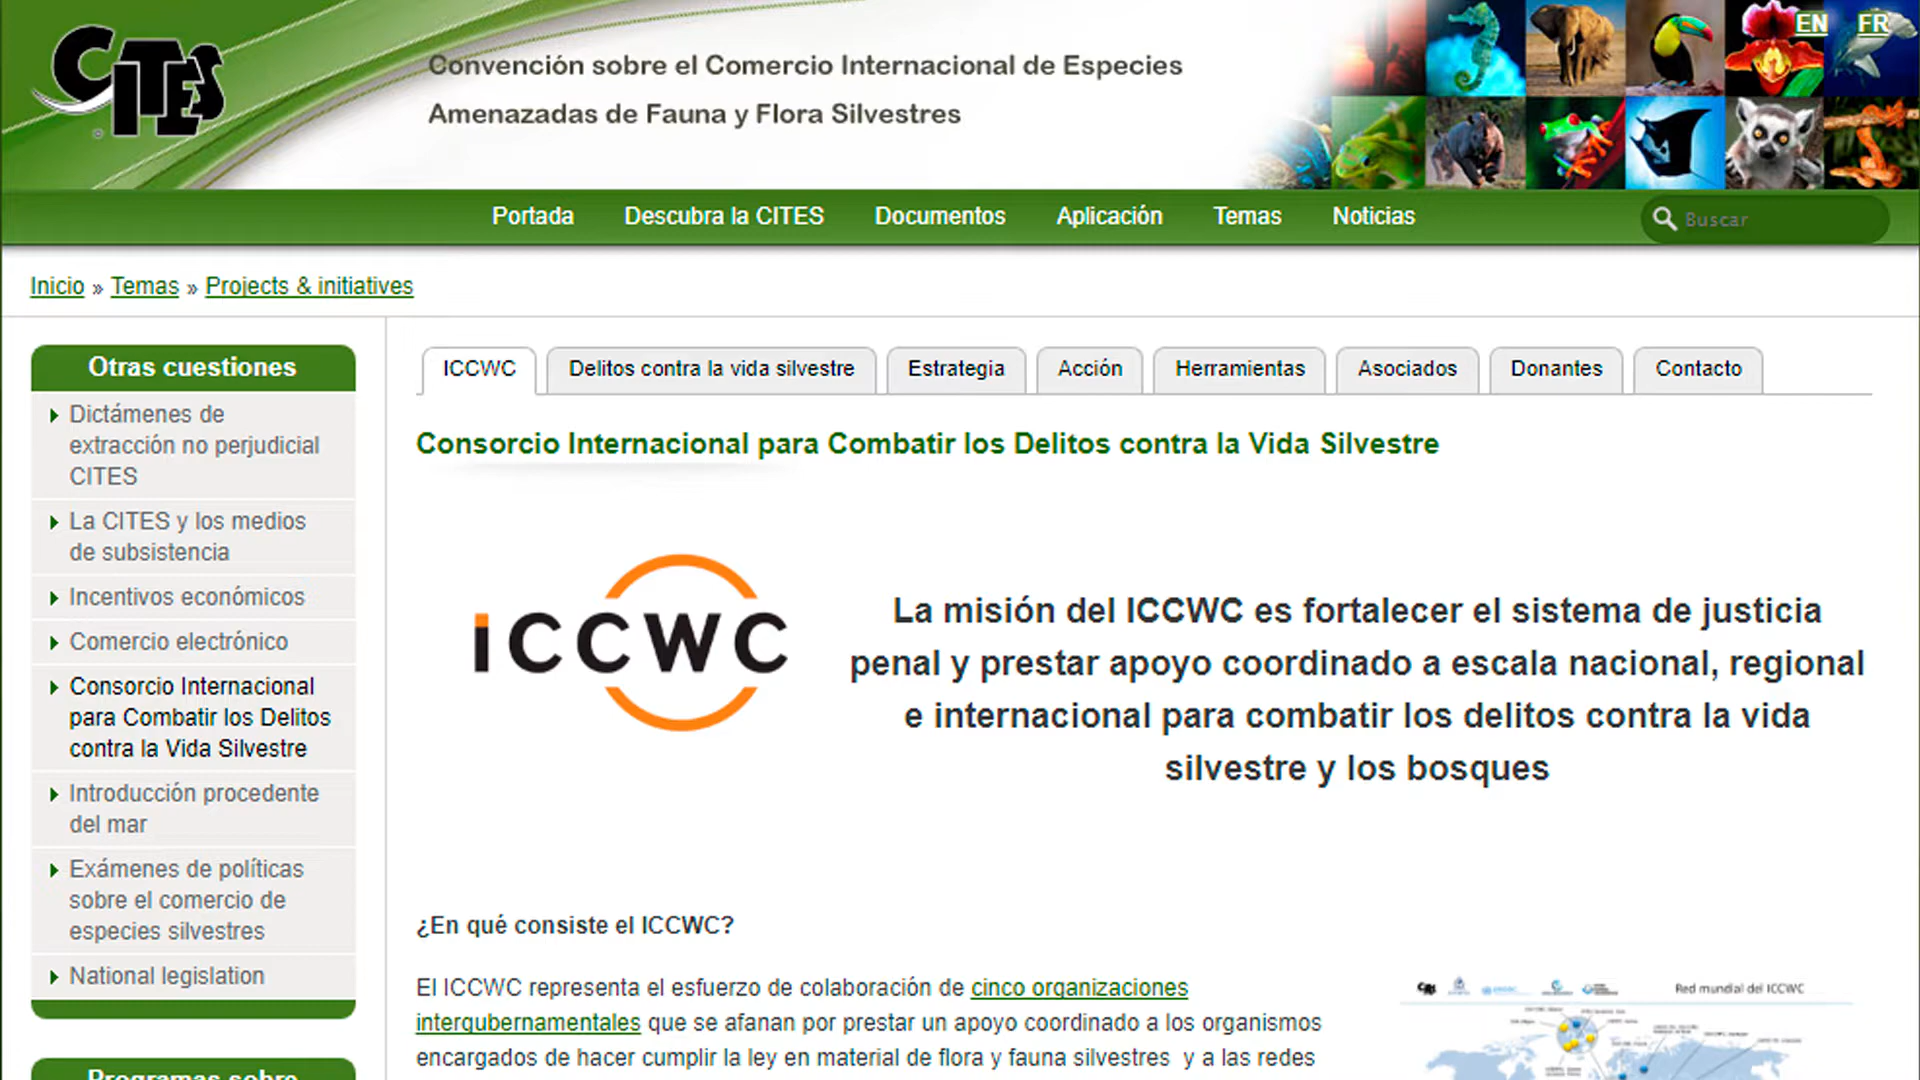 CITES
®
Convención sobre el Comercio Internacional de Especies
Amenazadas de Fauna y Flora Silvestres
EN FR
Portada Descubra la CITES Documentos Aplicación Temas Noticias
Buscar
Inicio » Temas » Projects & initiatives
Otras cuestiones
Dictámenes de
extracción no perjudicial
CITES
La CITES y los medios
de subsistencia
Incentivos económicos
Comercio electrónico
Consorcio Internacional
para Combatir los Delitos
contra la Vida Silvestre
Introducción procedente
del mar
Exámenes de políticas
sobre el comercio de
especies silvestres
National legislation
Programas sobre
ICCWC Delitos contra la vida silvestre Estrategia Acción Herramientas Asociados Donantes Contacto
Consorcio Internacional para Combatir los Delitos contra la Vida Silvestre
ICCWC
La misión del ICCWC es fortalecer el sistema de justicia
penal y prestar apoyo coordinado a escala nacional, regional
e internacional para combatir los delitos contra la vida
silvestre y los bosques
¿En qué consiste el ICCWC?
El ICCWC representa el esfuerzo de colaboración de cinco organizaciones
intergubernamentales que se afanan por prestar un apoyo coordinado a los organismos
encargados de hacer cumplir la ley en material de flora y fauna silvestres y a las redes
Red mundial del ICCWC